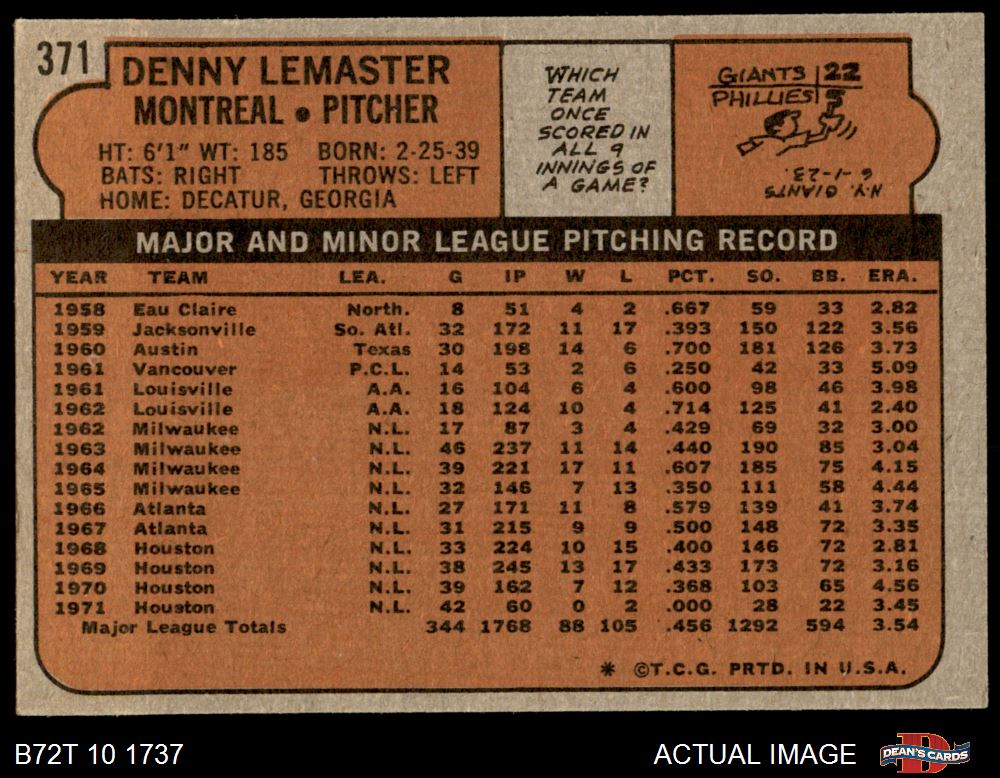 371
DENNY LEMASTER
MONTREAL • PITCHER
HT: 6'1" WT: 185 BORN: 2-25-39
BATS: RIGHT THROWS: LEFT
HOME: DECATUR, GEORGIA
WHICH
TEAM
ONCE
SCORED IN
ALL 9
INNINGS OF
A GAME?
GIANTS 22
PHILLIES
N.Y. GIANTS
6-1-23.
MAJOR AND MINOR LEAGUE PITCHING RECORD
YEAR TEAM LEA. G IP W L PCT. SO. BB. ERA.
1958 Eau Claire North. 8 51 4 2 .667 59 33 2.82
1959 Jacksonville So. Atl. 32 172 11 17 .393 150 122 3.56
1960 Austin Texas 30 198 14 6 .700 181 126 3.73
1961 Vancouver P.C.L. 14 53 2 6 .250 42 33 5.09
1961 Louisville A.A. 16 104 6 4 .600 98 46 3.98
1962 Louisville A.A. 18 124 10 4 .714 125 41 2.40
1962 Milwaukee N.L. 17 87 3 4 .429 69 32 3.00
1963 Milwaukee N.L. 46 237 11 14 .440 190 85 3.04
1964 Milwaukee N.L. 39 221 17 11 .607 185 75 4.15
1965 Milwaukee N.L. 32 146 7 13 .350 111 58 4.44
1966 Atlanta N.L. 27 171 11 8 .579 139 41 3.74
1967 Atlanta N.L. 31 215 9 9 .500 148 72 3.35
1968 Houston N.L. 33 224 10 15 .400 146 72 2.81
1969 Houston N.L. 38 245 13 17 .433 173 72 3.16
1970 Houston N.L. 39 162 7 12 .368 103 65 4.56
1971 Houston N.L. 42 60 0 2 .000 28 22 3.45
Major League Totals 344 1768 88 105 .456 1292 594 3.54
* ©T.C.G. PRTD. IN U.S.A.
B72T 10 1737
ACTUAL IMAGE
DEAN'S CARDS